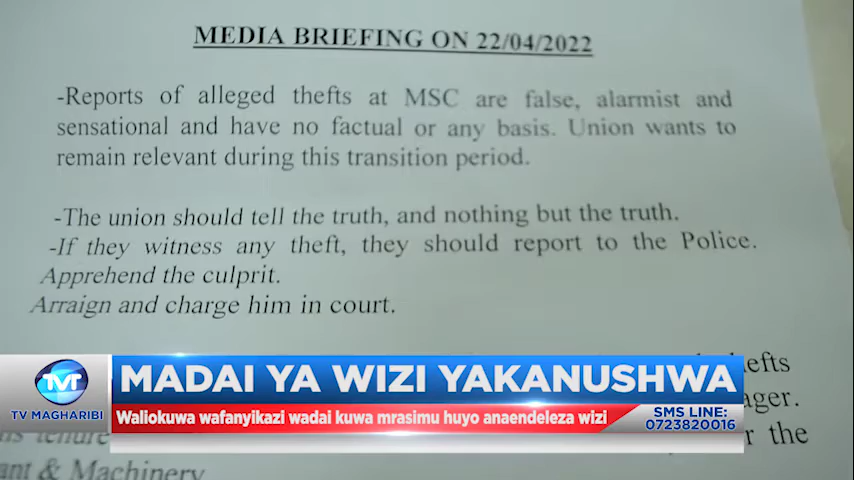 MEDIA BRIEFING ON 22/04/2022
-Reports of alleged thefts at MSC are false, alarmist and
sensational and have no factual or any basis. Union wants to
remain relevant during this transition period.
-The union should tell the truth, and nothing but the truth.
-If they witness any theft, they should report to the Police.
Apprehend the culprit.
Arraign and charge him in court.
TVM
TV MAGHARIBI
MADAI YA WIZI YAKANUSHWA
Waliokuwa wafanyikazi wadai kuwa mrasimu huyo anaendeleza wizi
SMS LINE:
0723820016
tenure
the
& Machinery